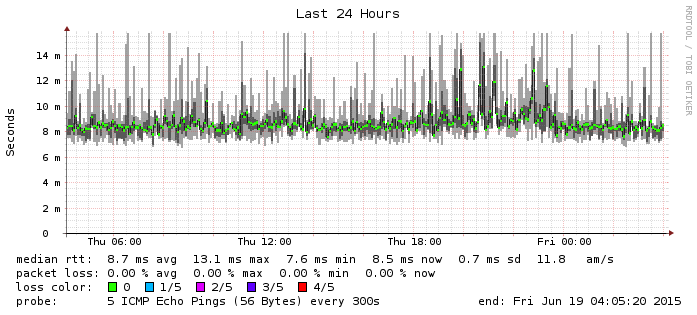 Last 24 Hours
RRDTOOL / TOBI OETIKER
Seconds
14 m
12 m
10 m
8 m
6 m
4 m
2 m
0
Thu 06:00 Thu 12:00 Thu 18:00 Fri 00:00
median rtt: 8.7 ms avg 13.1 ms max 7.6 ms min 8.5 ms now 0.7 ms sd 11.8 am/s
packet loss: 0.00 % avg 0.00 % max 0.00 % min 0.00 % now
loss color: 0 1/5 2/5 3/5 4/5
probe: 5 ICMP Echo Pings (56 Bytes) every 300s end: Fri Jun 19 04:05:20 2015